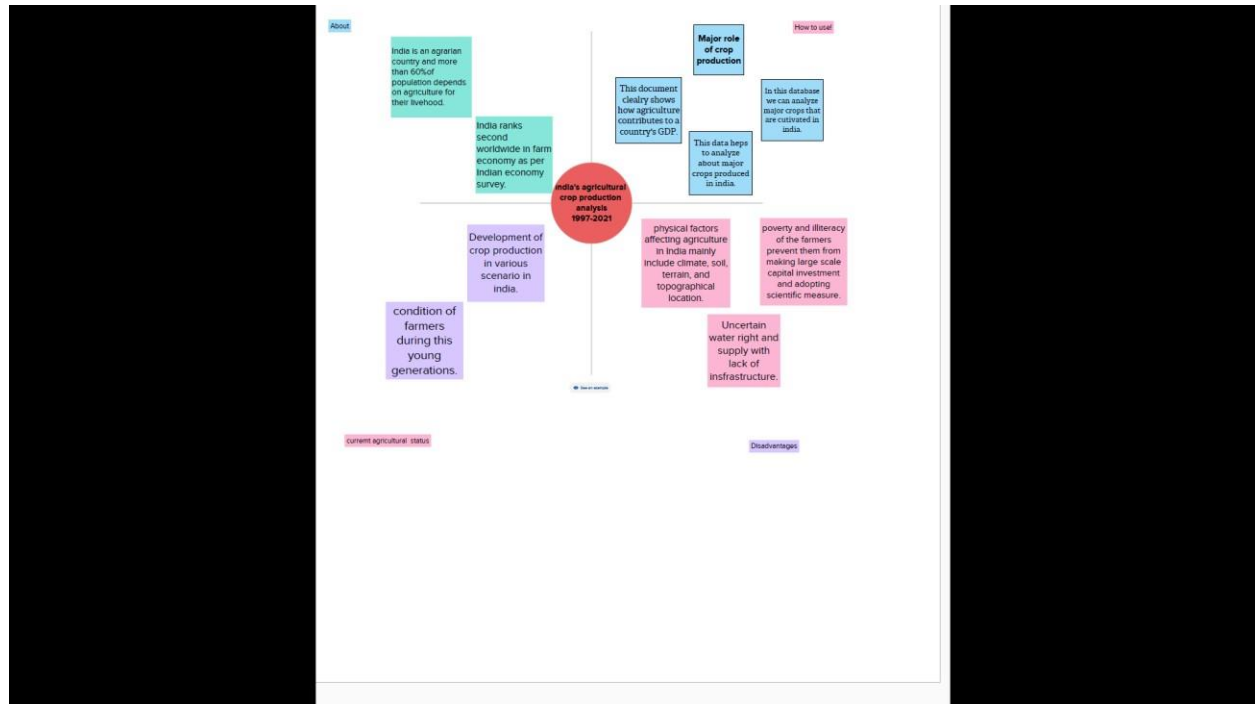 About
How to use!
India is an agrarian
country and more
than 60%of
population depends
on agriculture for
their livehood.
India ranks
second
worldwide in farm
economy as per
Indian economy
survey.
Major role
of crop
production
This document
clealry shows
how agriculture
contributes to a
country's GDP.
In this database
we can analyze
major crops that
are cutivated in
india.
This data heps
to analyze
about major
crops produced
in india.
India's agricultural
crop production
analysis
1997-2021
Development of
crop production
in various
scenario in
india.
condition of
farmers
during this
young
generations.
physical factors
affecting agriculture
in India mainly
include climate, soil,
terrain, and
topographical
location.
poverty and illiteracy
of the farmers
prevent them from
making large scale
capital investment
and adopting
scientific measure.
Uncertain
water right and
supply with
lack of
insfrastructure.
See an example
curremt agricultural status
Disadvantages